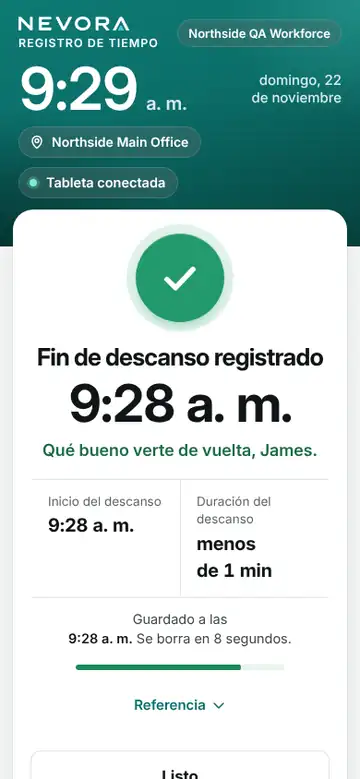 NEVORA
REGISTRO DE TIEMPO
Northside QA Workforce
9:29 a. m.
domingo, 22
de noviembre
Northside Main Office
Tableta conectada
Fin de descanso registrado
9:28 a. m.
Qué bueno verte de vuelta, James.
Inicio del descanso
9:28 a. m.
Duración del
descanso
menos
de 1 min
Guardado a las
9:28 a. m. Se borra en 8 segundos.
Referencia
Listo